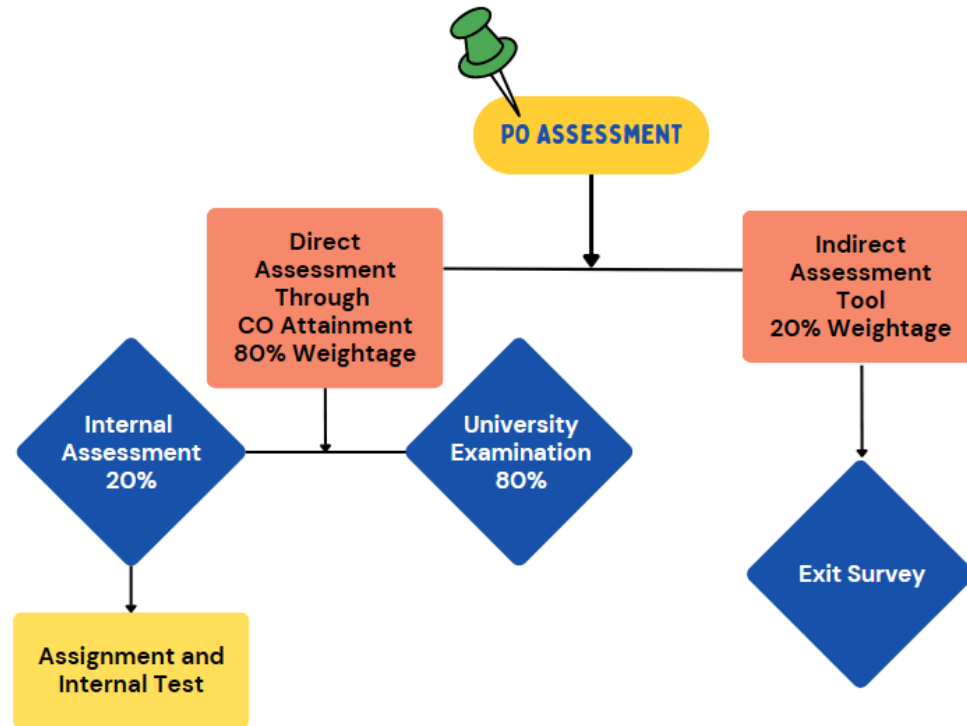 PO ASSESSMENT
Direct
Assessment
Through
CO Attainment
80% Weightage
Indirect
Assessment
Tool
20% Weightage
Internal
Assessment
20%
University
Examination
80%
Exit Survey
Assignment and
Internal Test